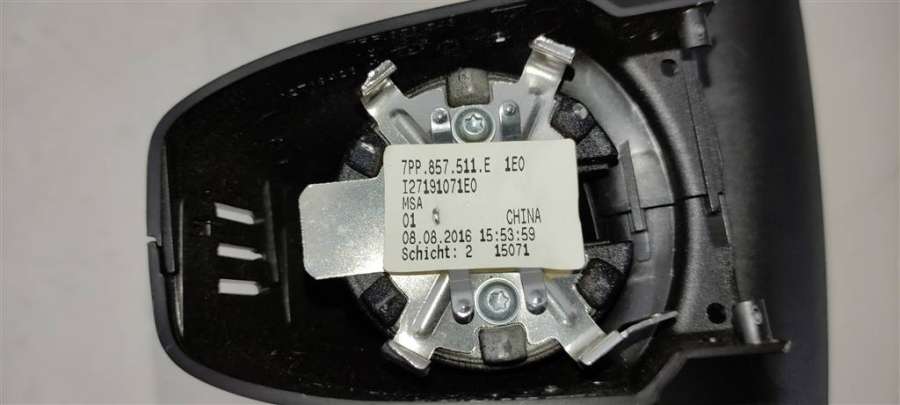 7PP.857.511.E 1E0
I27191071E0
MSA
01 CHINA
08.08.2016 15:53:59
Schicht: 2 15071